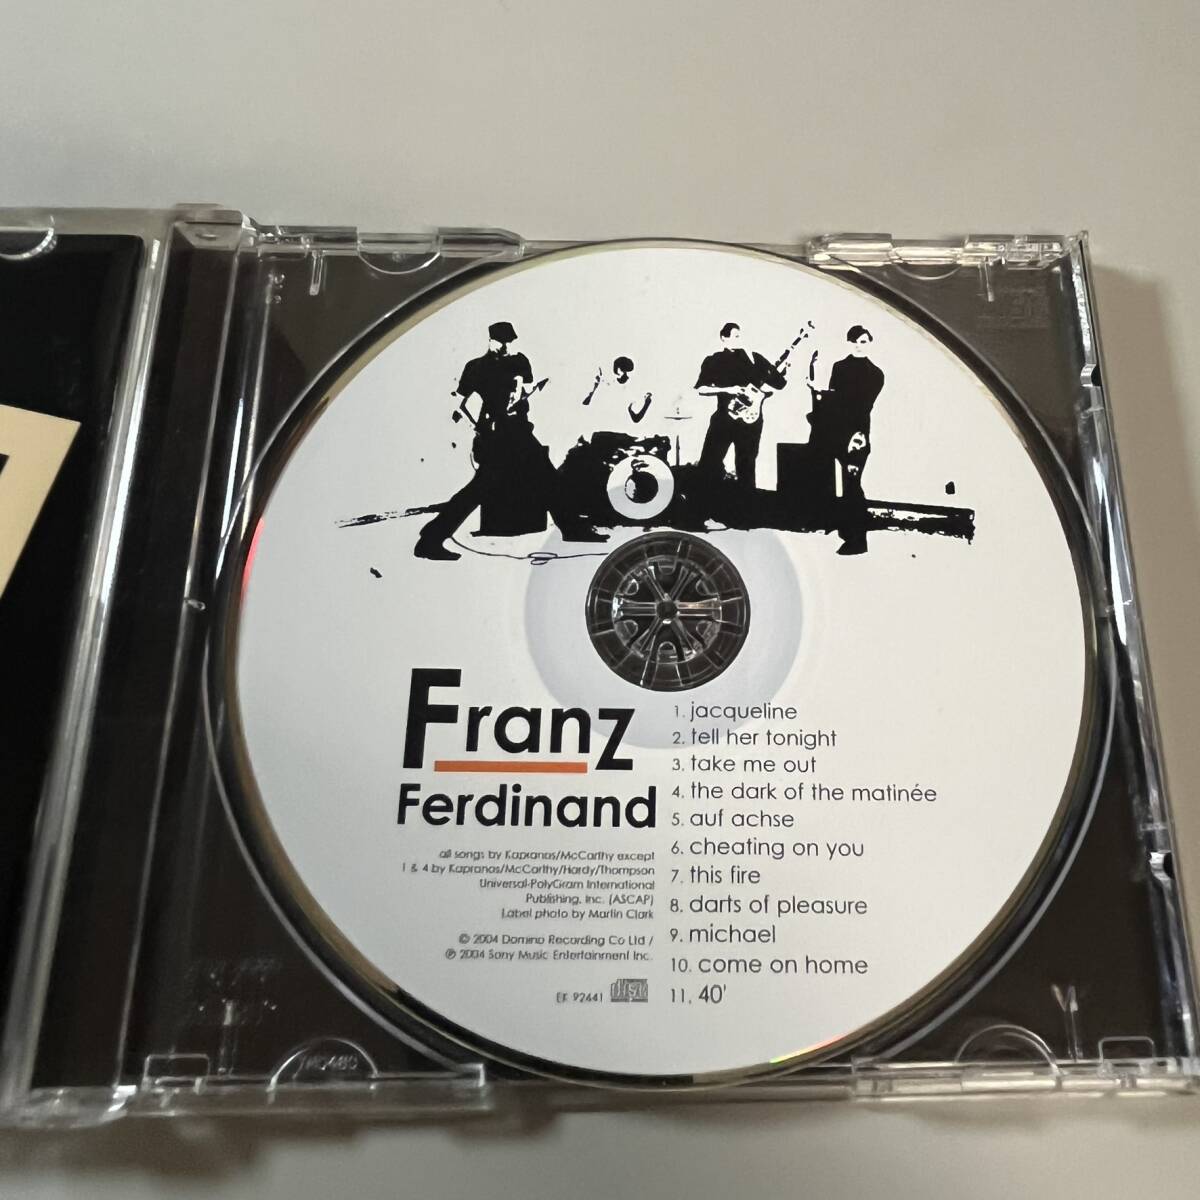 Franz
Ferdinand
all songs by Kapranos/McCarthy except
1 & 4 by Kapranos/McCarthy/Hardy/Thompson
Universal-PolyGram International
Publishing, Inc. (ASCAP)
Label photo by Martin Clark
© 2004 Domino Recording Co Ltd /
℗ 2004 Sony Music Entertainment Inc.
EK 92441 disc
1. jacqueline
2. tell her tonight
3. take me out
4. the dark of the matinée
5. auf achse
6. cheating on you
7. this fire
8. darts of pleasure
9. michael
10. come on home
11. 40'